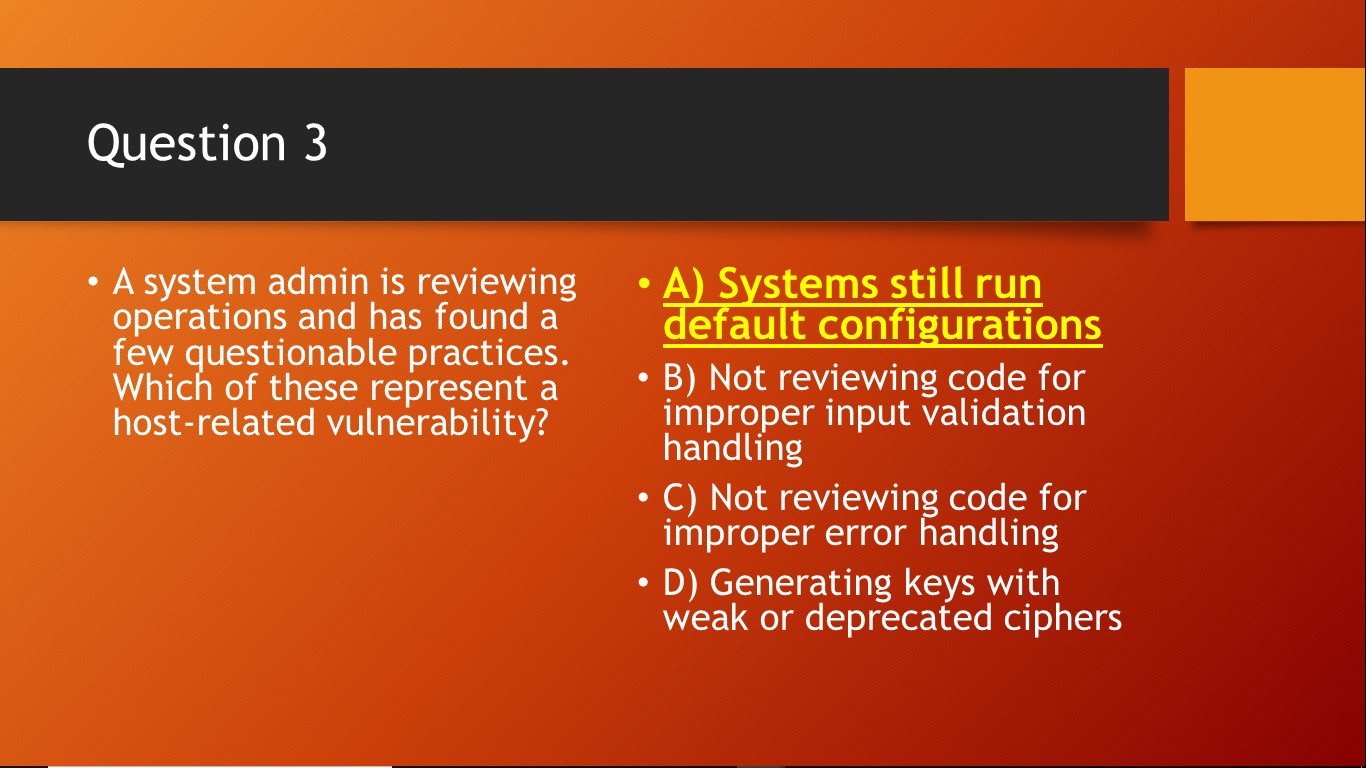 Question 3
• A system admin is reviewing
operations and has found a
few questionable practices.
Which of these represent a
host-related vulnerability?
• A) Systems still run
default configurations
• B) Not reviewing code for
improper input validation
handling
• C) Not reviewing code for
improper error handling
• D) Generating keys with
weak or deprecated ciphers